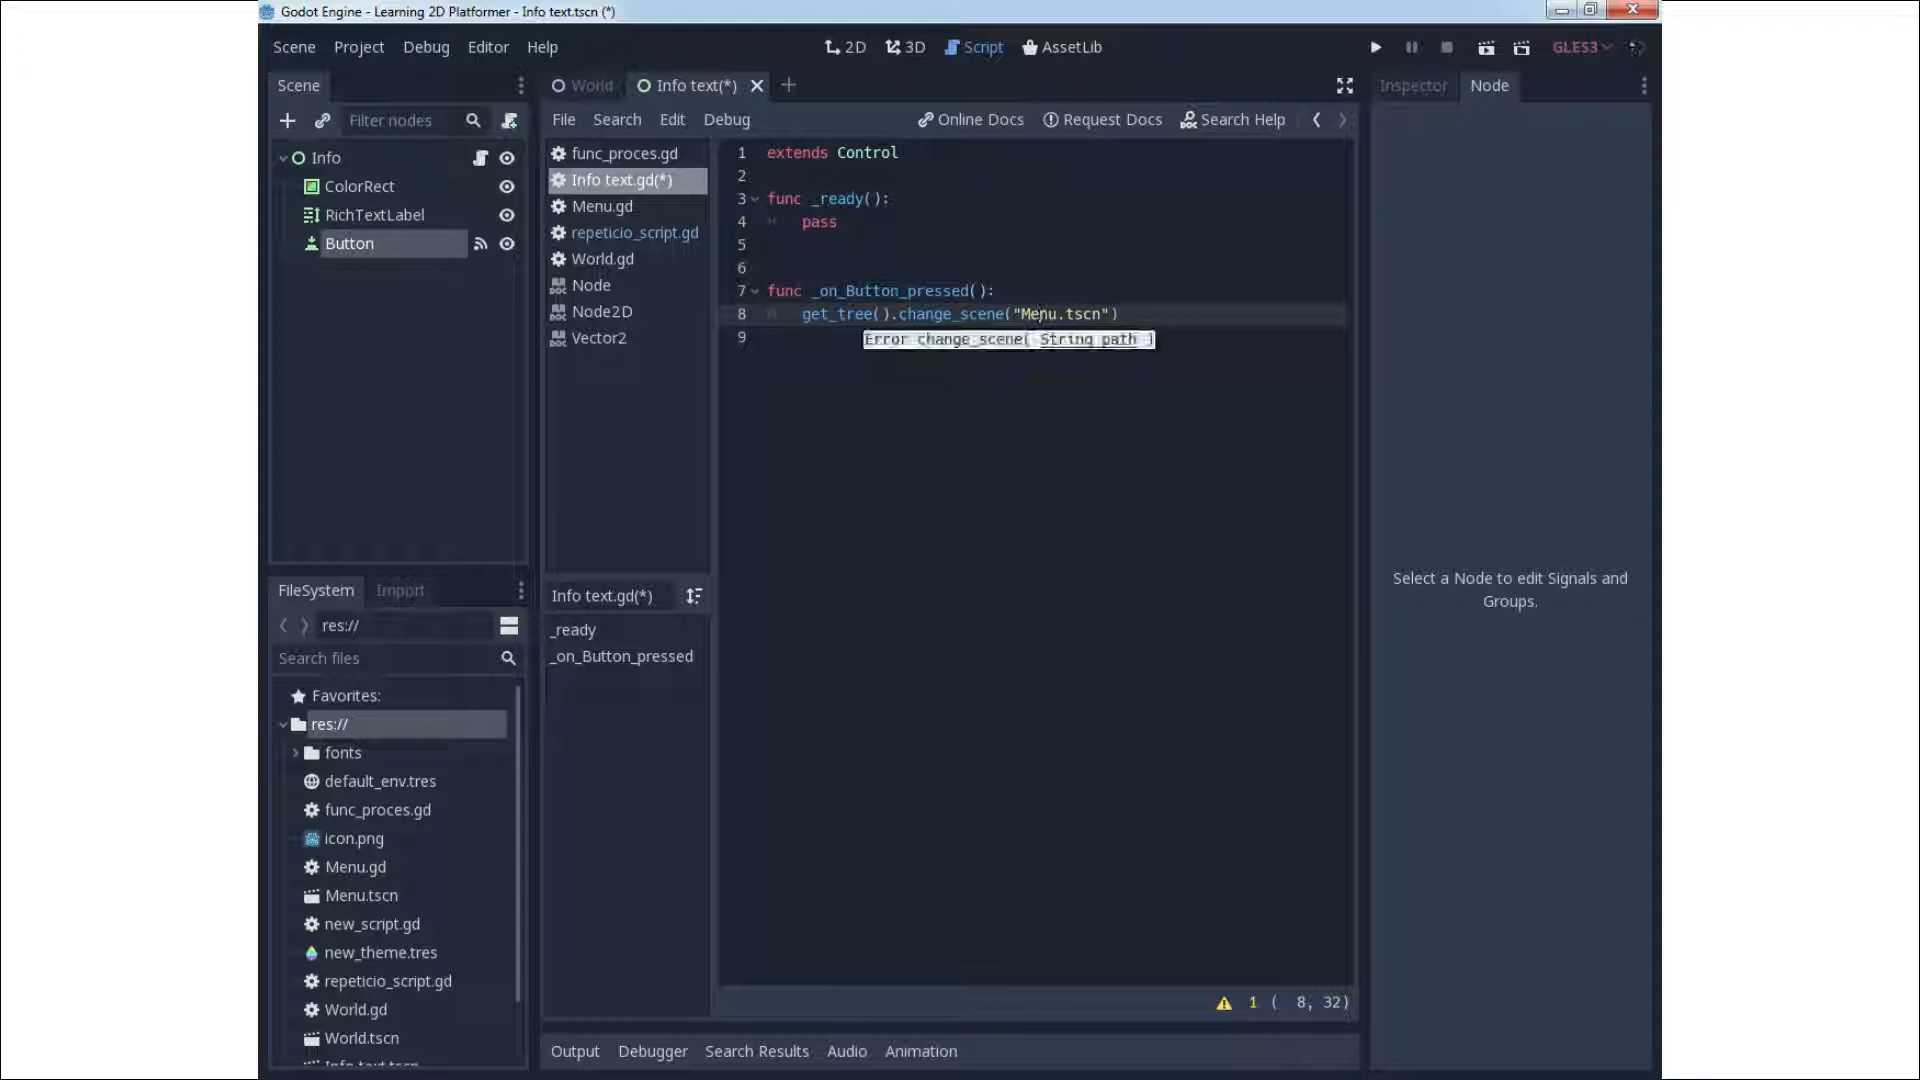 Godot Engine - Learning 2D Platformer - Info text.tscn (*)
Scene Project Debug Editor Help
2D 3D Script AssetLib
GLES3
Scene
Filter nodes
Info
ColorRect
RichTextLabel
Button
World Info text(*)
File Search Edit Debug
Online Docs Request Docs Search Help
func_proces.gd
Info text.gd(*)
Menu.gd
repeticio_script.gd
World.gd
Node
Node2D
Vector2
Info text.gd(*)
_ready
_on_Button_pressed
1 extends Control
2
3 func _ready():
4 pass
5
6
7 func _on_Button_pressed():
8 get_tree().change_scene("Menu.tscn")
9
Error change_scene( String path )
1 ( 8, 32)
Inspector Node
Select a Node to edit Signals and
Groups.
FileSystem Import
res://
Search files
Favorites:
res://
fonts
default_env.tres
func_proces.gd
icon.png
Menu.gd
Menu.tscn
new_script.gd
new_theme.tres
repeticio_script.gd
World.gd
World.tscn
Info text.tscn
Output Debugger Search Results Audio Animation